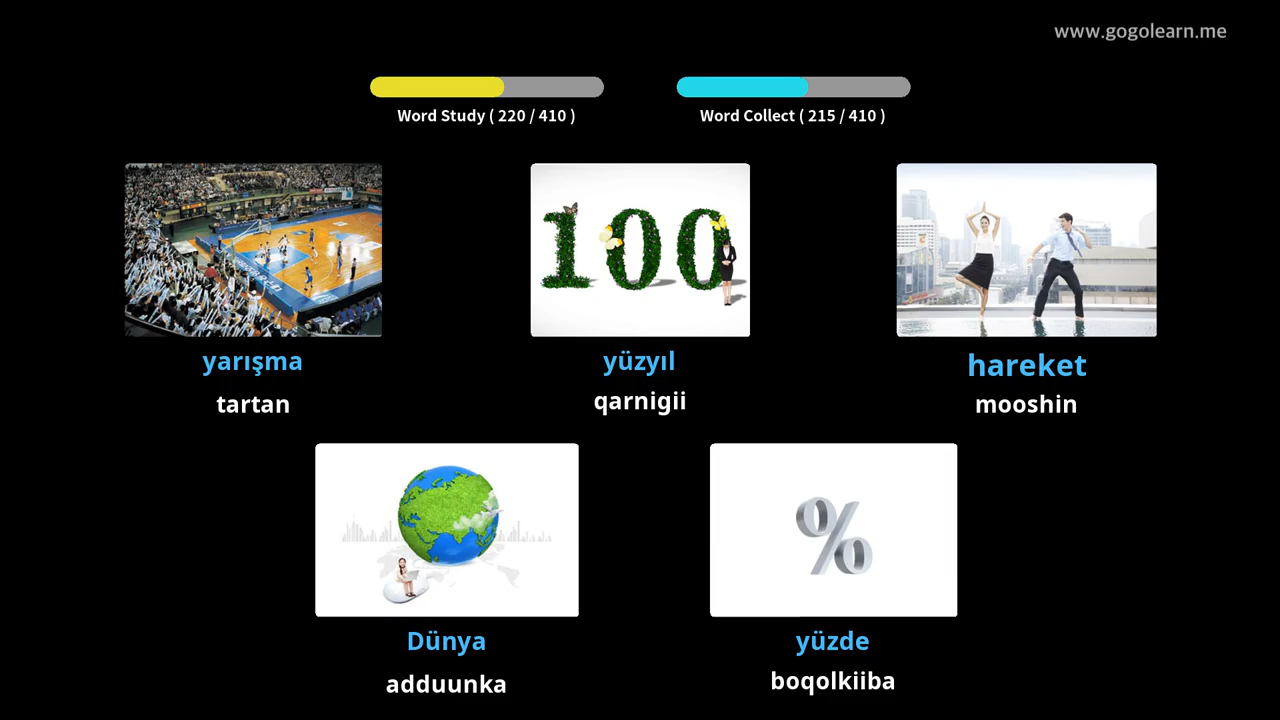 www.gogolearn.me
Word Study ( 220 / 410 )
Word Collect ( 215 / 410 )
100
yarışma
yüzyıl
hareket
tartan
qarnigii
mooshin
%
Dünya
yüzde
adduunka
boqolkiiba